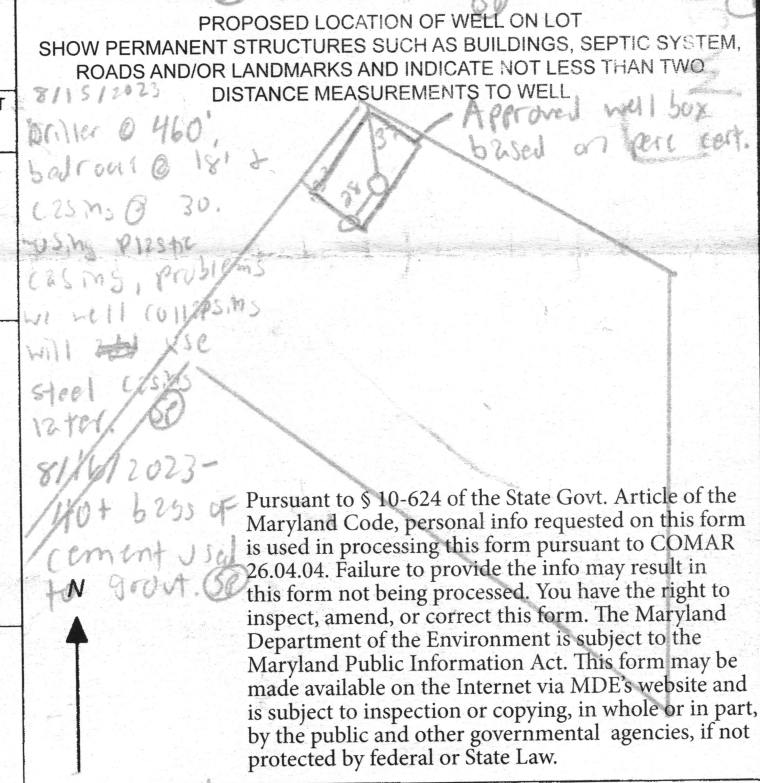 PROPOSED LOCATION OF WELL ON LOT
SHOW PERMANENT STRUCTURES SUCH AS BUILDINGS, SEPTIC SYSTEM,
ROADS AND/OR LANDMARKS AND INDICATE NOT LESS THAN TWO
DISTANCE MEASUREMENTS TO WELL
T
8/15/2023
Driller @ 460',
bedrock @ 18' &
casing @ 30.
using plastic
casing, problems
w/ well collapsing
will use
steel casing
later. SP
8/16/2023-
40+ bags of
cement used
to grout. SP
Approved well box
based on perc cert.
37
28
N
Pursuant to § 10-624 of the State Govt. Article of the
Maryland Code, personal info requested on this form
is used in processing this form pursuant to COMAR
26.04.04. Failure to provide the info may result in
this form not being processed. You have the right to
inspect, amend, or correct this form. The Maryland
Department of the Environment is subject to the
Maryland Public Information Act. This form may be
made available on the Internet via MDE's website and
is subject to inspection or copying, in whole or in part,
by the public and other governmental agencies, if not
protected by federal or State Law.